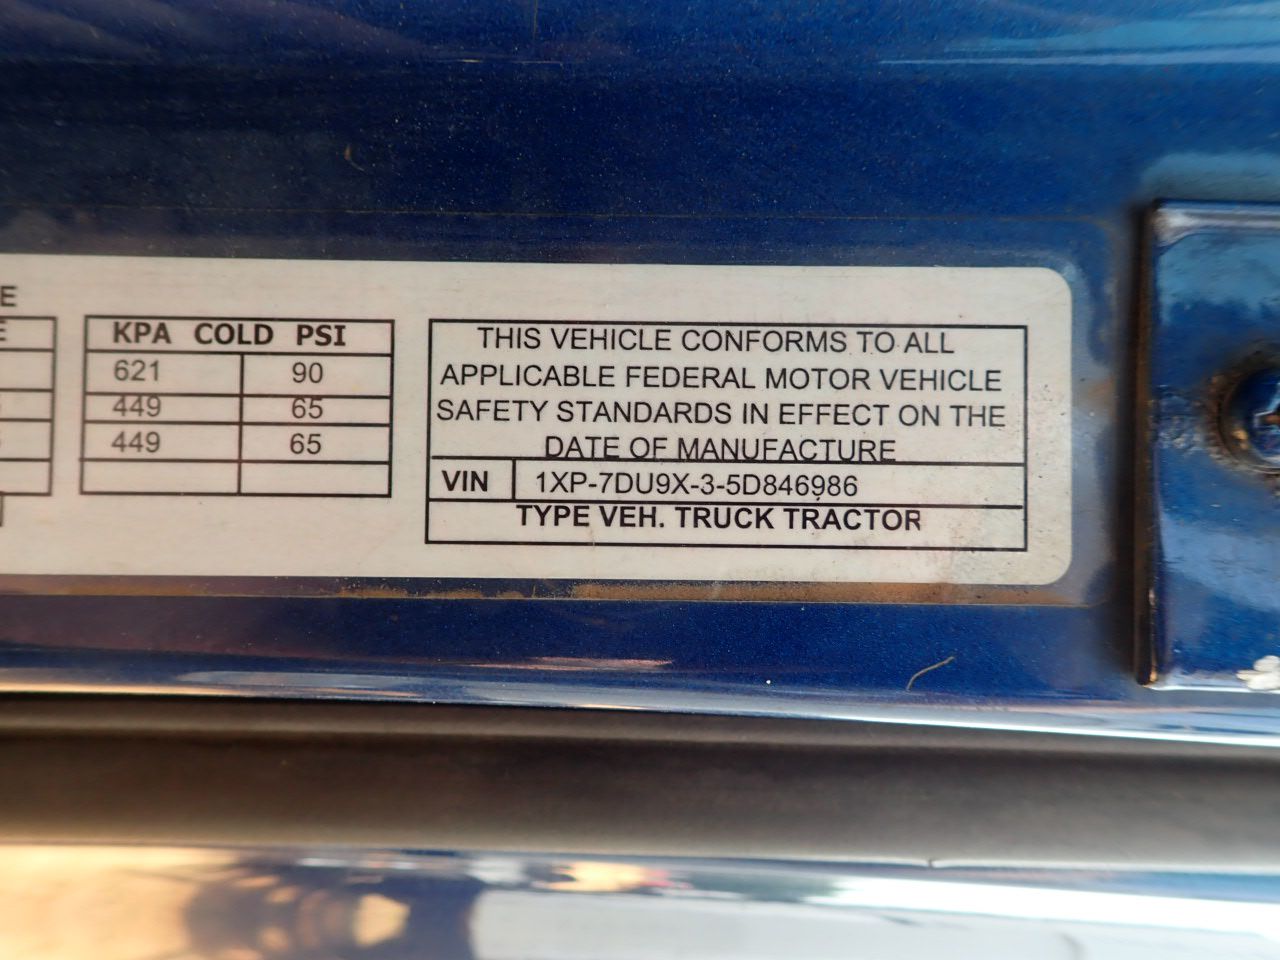 E
E
KPA COLD PSI
621 90
449 65
449 65
THIS VEHICLE CONFORMS TO ALL
APPLICABLE FEDERAL MOTOR VEHICLE
SAFETY STANDARDS IN EFFECT ON THE
DATE OF MANUFACTURE
VIN 1XP-7DU9X-3-5D846986
TYPE VEH. TRUCK TRACTOR